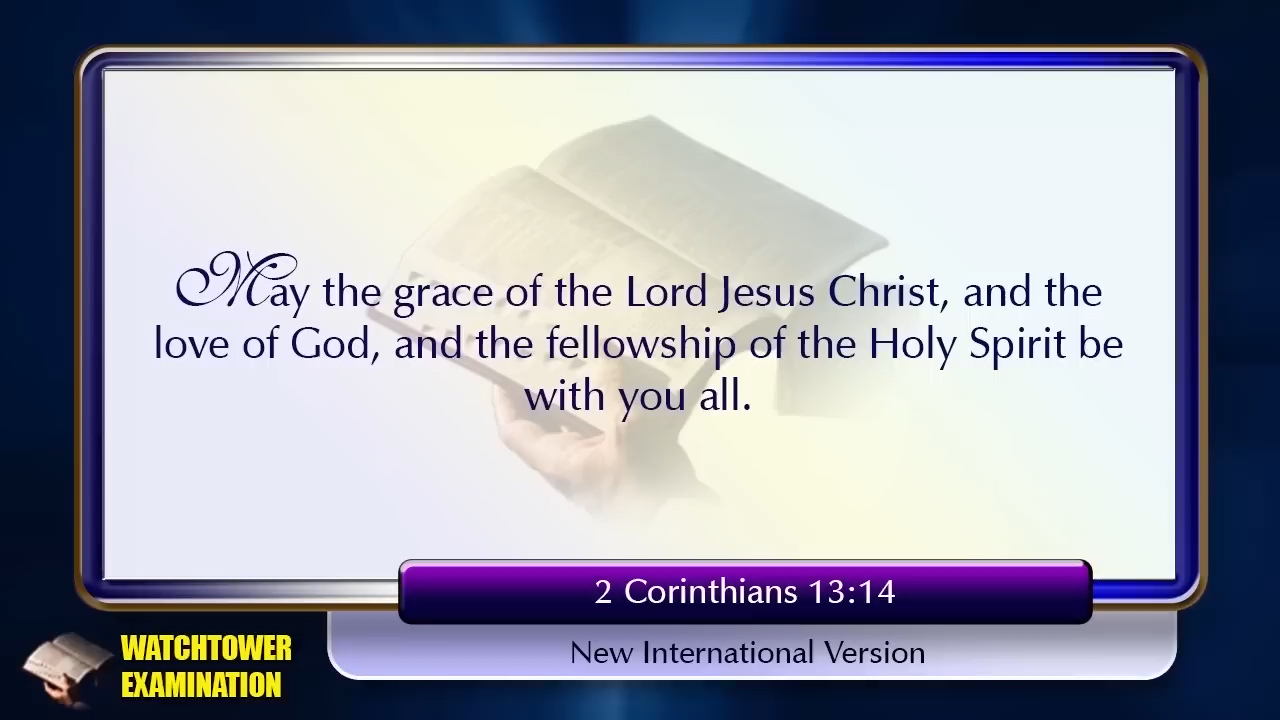 May the grace of the Lord Jesus Christ, and the
love of God, and the fellowship of the Holy Spirit be
with you all.
2 Corinthians 13:14
New International Version
WATCHTOWER
EXAMINATION